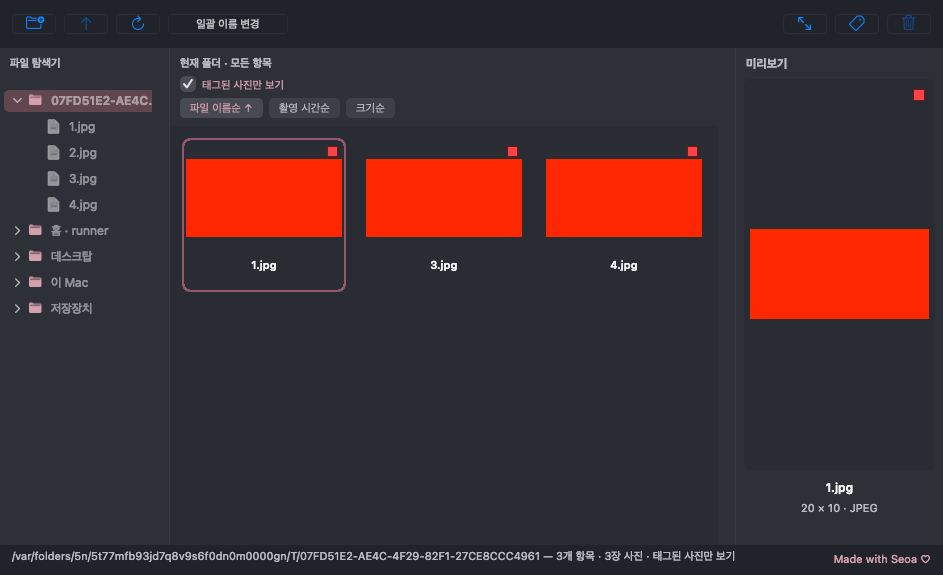 일괄 이름 변경
파일 탐색기
07FD51E2-AE4C.
1.jpg
2.jpg
3.jpg
4.jpg
홈 · runner
데스크탑
이 Mac
저장장치
현재 폴더 · 모든 항목
태그된 사진만 보기
파일 이름순 ↑
촬영 시간순
크기순
1.jpg
3.jpg
4.jpg
미리보기
1.jpg
20 × 10 · JPEG
/var/folders/5n/5t77mfb93jd7q8v9s6f0dn0m0000gn/T/07FD51E2-AE4C-4F29-82F1-27CE8CCC4961 — 3개 항목 · 3장 사진 · 태그된 사진만 보기
Made with Seoa ♡